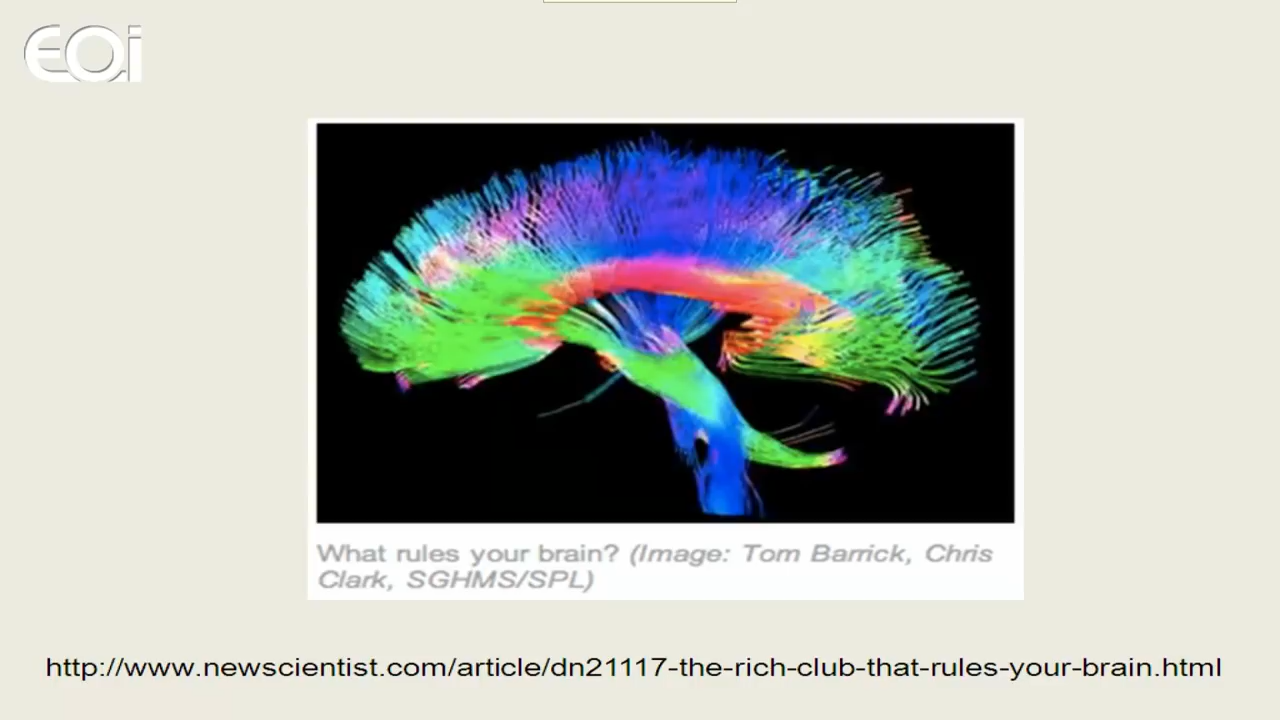 EOi
What rules your brain? (Image: Tom Barrick, Chris
Clark, SGHMS/SPL)
http://www.newscientist.com/article/dn21117-the-rich-club-that-rules-your-brain.html